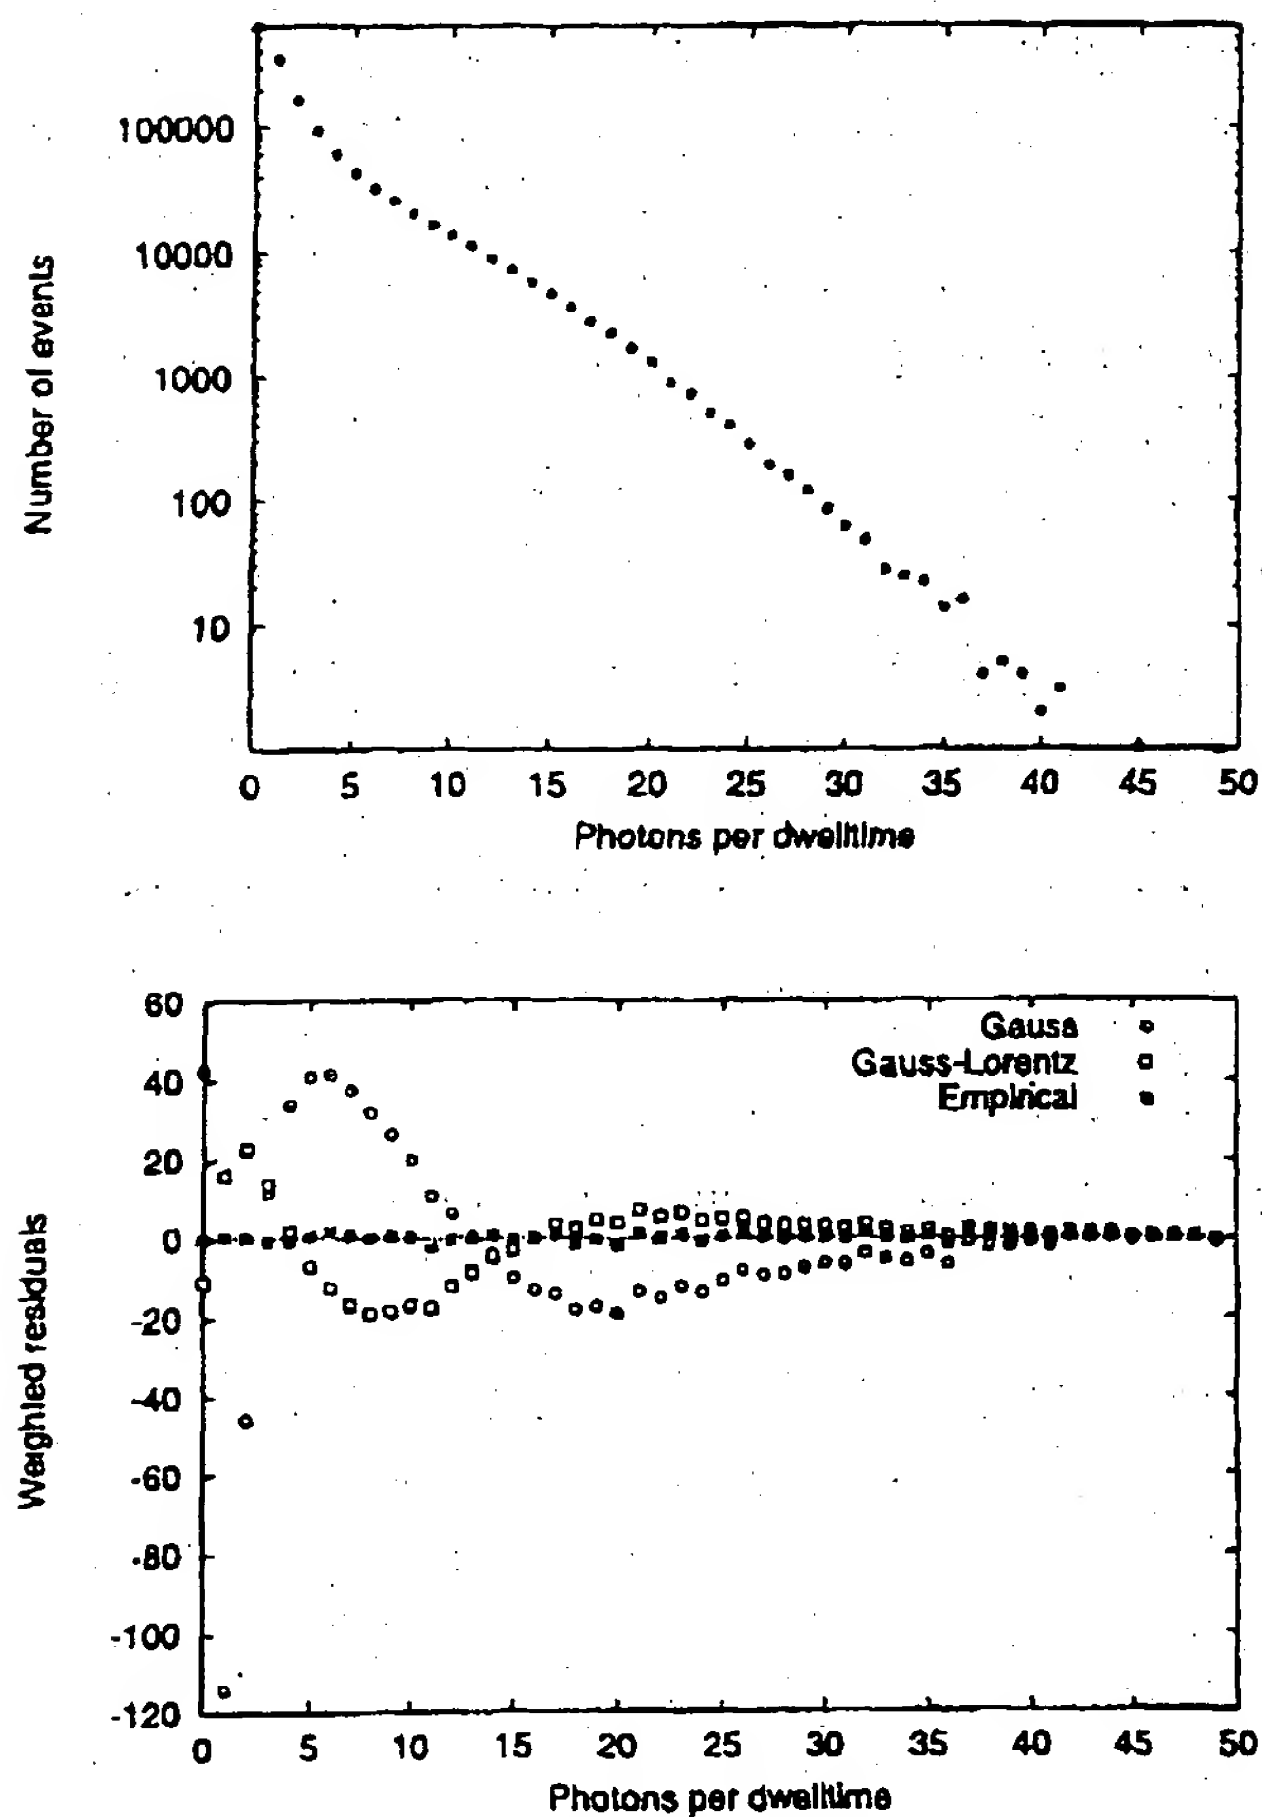 100000
10000
1000
100
10
Number of events
0 5 10 15 20 25 30 35 40 45 50
Photons per dwelltime
60
40
20
0
-20
-40
-60
-80
-100
-120
Weighted residuals
Gauss
Gauss-Lorentz
Empirical
0 5 10 15 20 25 30 35 40 45 50
Photons per dwelltime